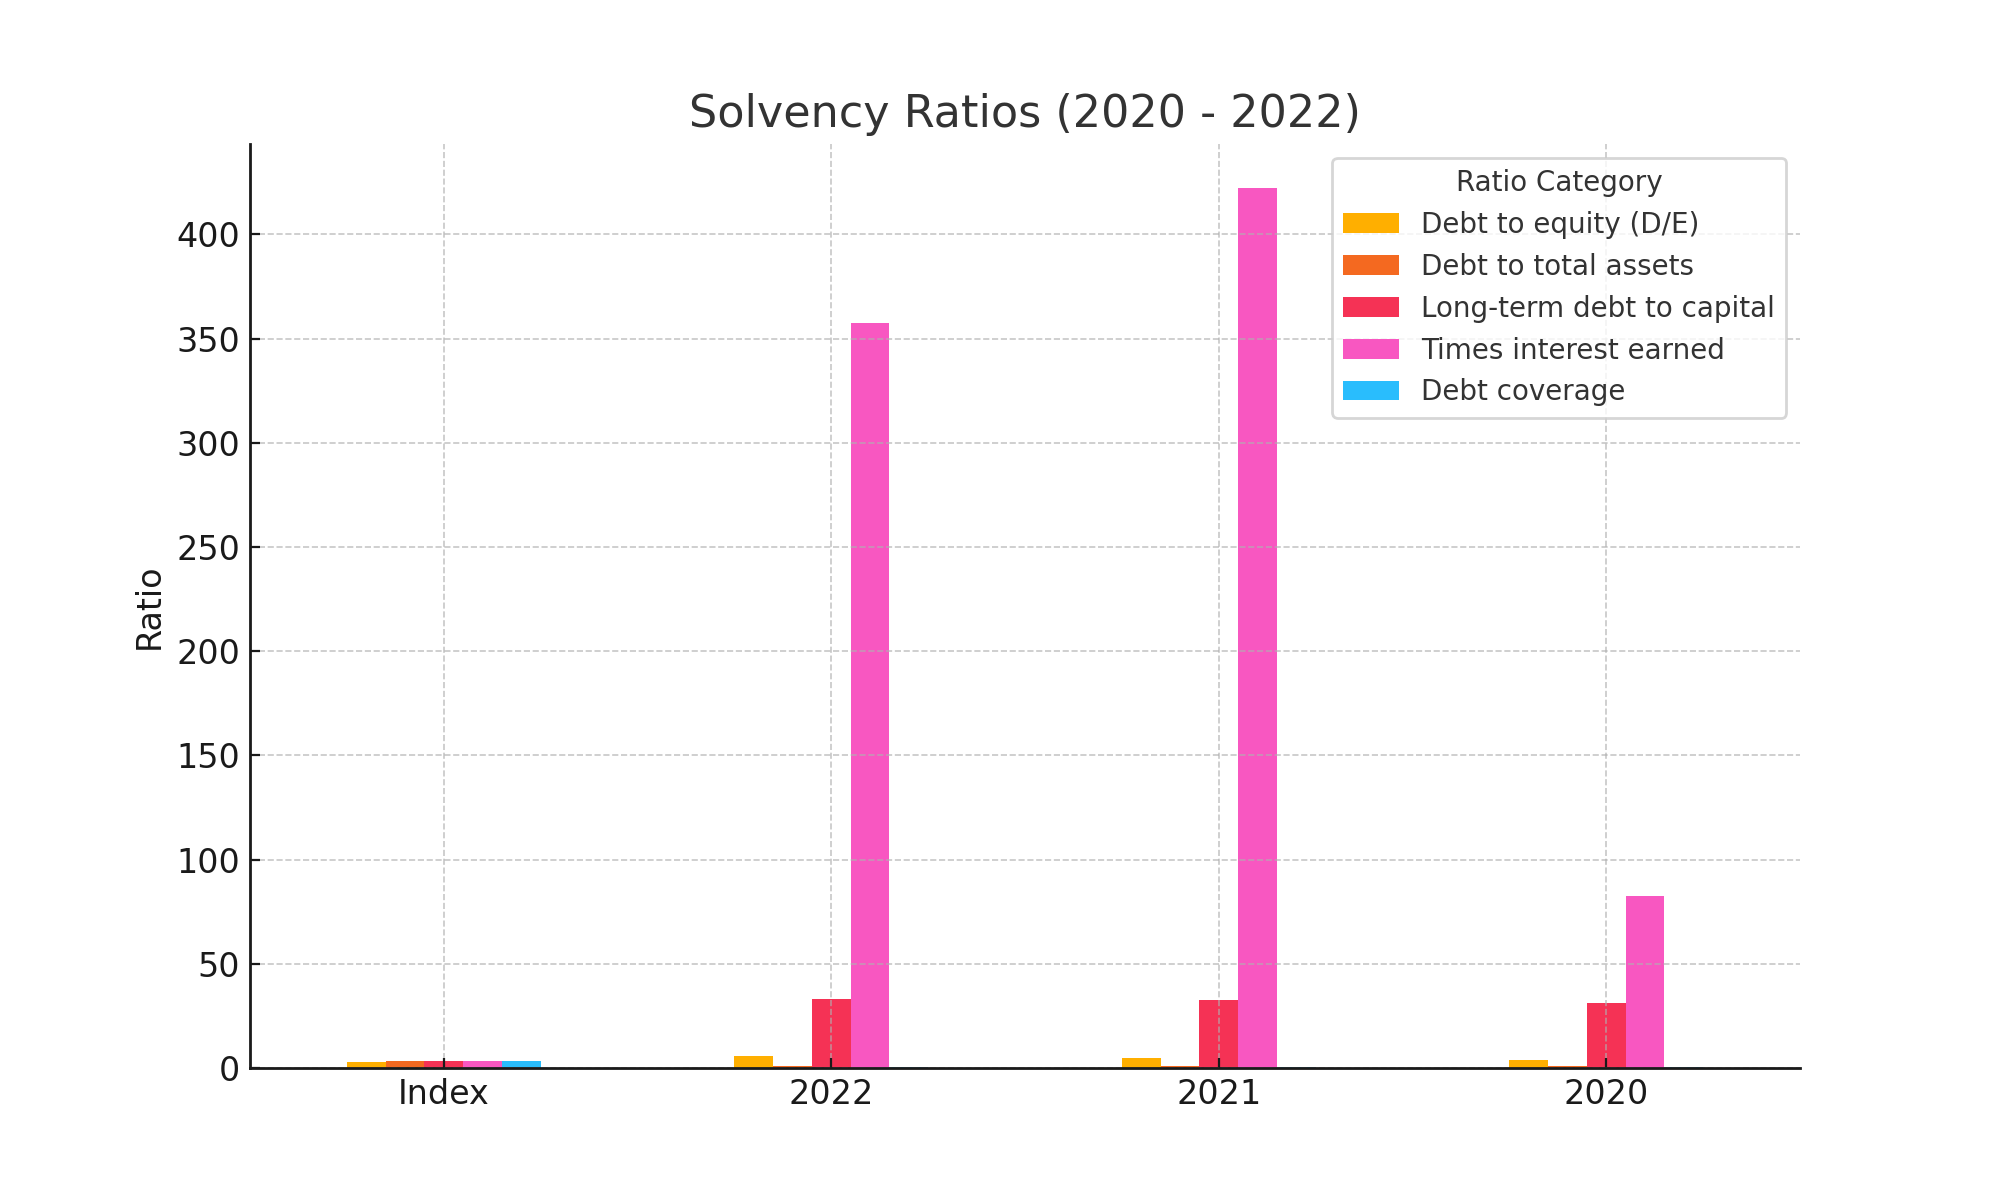 Solvency Ratios (2020 - 2022)
Ratio Category
Debt to equity (D/E)
Debt to total assets
Long-term debt to capital
Times interest earned
Debt coverage
Ratio
400
350
300
250
200
150
100
50
0
Index
2022
2021
2020